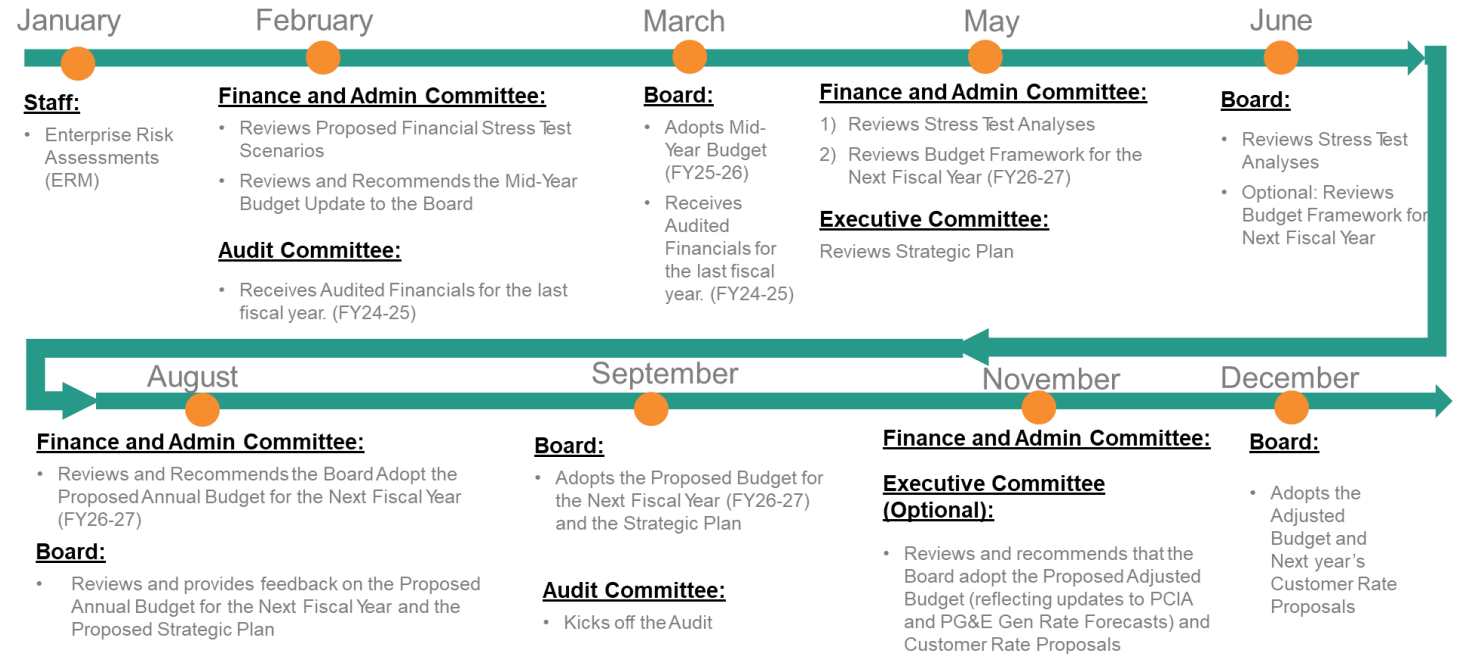 January
February
March
May
June
Staff:
• Enterprise Risk
Assessments
(ERM)
Finance and Admin Committee:
• Reviews Proposed Financial Stress Test
Scenarios
• Reviews and Recommends the Mid-Year
Budget Update to the Board
Audit Committee:
• Receives Audited Financials for the last
fiscal year. (FY24-25)
Board:
• Adopts Mid-
Year Budget
(FY25-26)
• Receives
Audited
Financials for
the last fiscal
year. (FY24-25)
Finance and Admin Committee:
1) Reviews Stress Test Analyses
2) Reviews Budget Framework for the
Next Fiscal Year (FY26-27)
Executive Committee:
Reviews Strategic Plan
Board:
• Reviews Stress Test
Analyses
• Optional: Reviews
Budget Framework for
Next Fiscal Year
August
September
November
December
Finance and Admin Committee:
• Reviews and Recommends the Board Adopt the
Proposed Annual Budget for the Next Fiscal Year
(FY26-27)
Board:
• Reviews and provides feedback on the Proposed
Annual Budget for the Next Fiscal Year and the
Proposed Strategic Plan
Board:
• Adopts the Proposed Budget for
the Next Fiscal Year (FY26-27)
and the Strategic Plan
Audit Committee:
• Kicks off the Audit
Finance and Admin Committee:
Executive Committee
(Optional):
• Reviews and recommends that the
Board adopt the Proposed Adjusted
Budget (reflecting updates to PCIA
and PG&E Gen Rate Forecasts) and
Customer Rate Proposals
Board:
• Adopts the
Adjusted
Budget and
Next year's
Customer Rate
Proposals